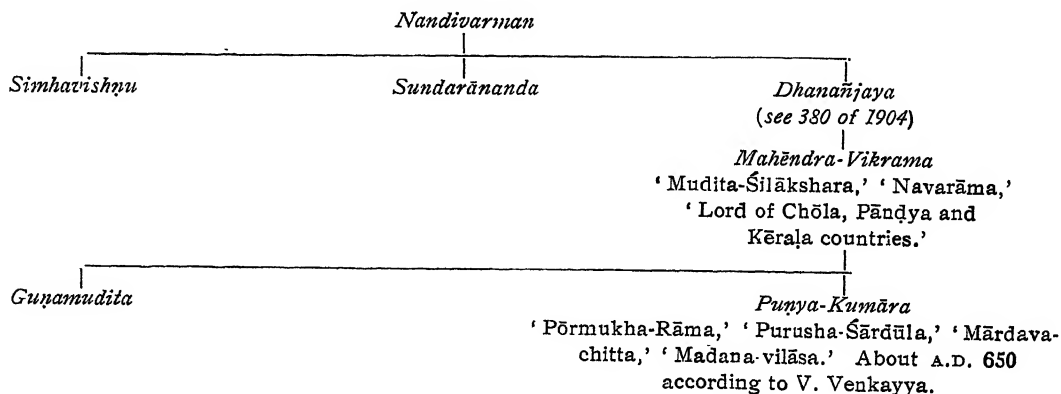 Nandivarman
Simhavishṇu Sundarānanda Dhanañjaya
(see 380 of 1904)
Mahēndra-Vikrama
‘ Mudita-Śilākshara,’ ‘ Navarāma,’
‘ Lord of Chōla, Pāṇḍya and
Kēraḷa countries.’
Guṇamudita Puṇya-Kumāra
‘ Pōrmukha-Rāma,’ ‘ Purusha-Śārdūla,’ ‘ Mārdava-
chitta,’ ‘ Madana-vilāsa.’ About A.D. 650
according to V. Venkayya.